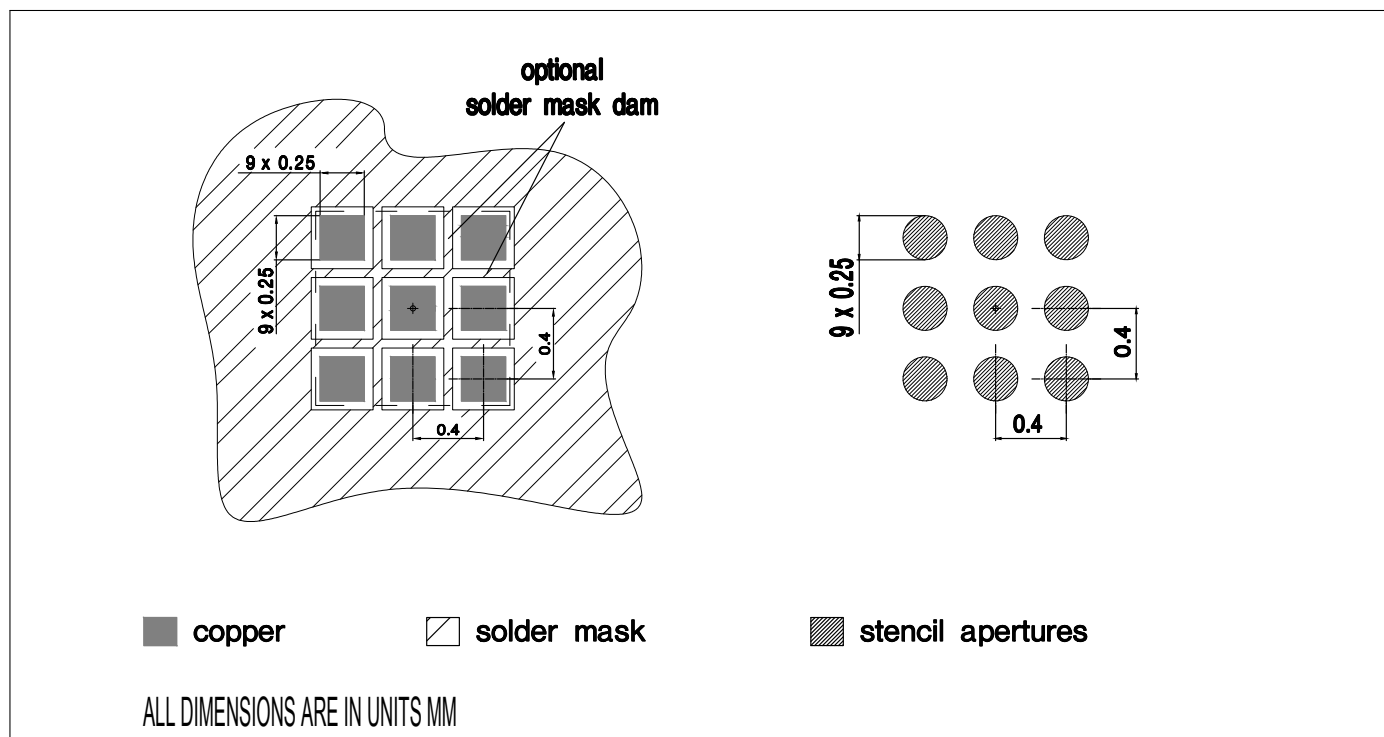 optional
solder mask dam
9 x 0.25
9 x 0.25
0.4
0.4
9 x 0.25
0.4
0.4
copper
solder mask
stencil apertures
ALL DIMENSIONS ARE IN UNITS MM